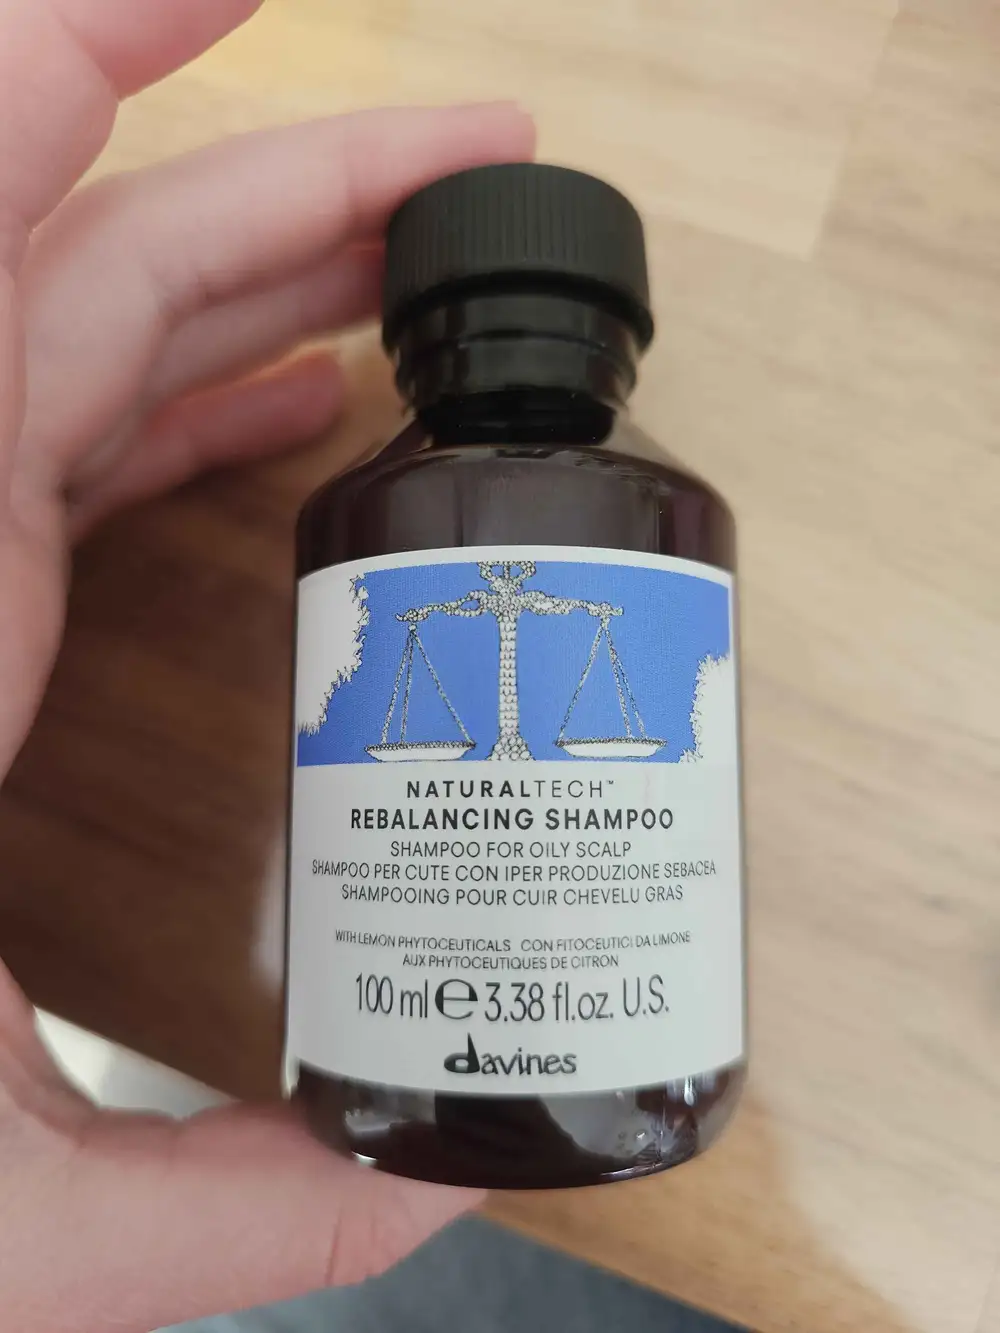 NATURALTECH™
REBALANCING SHAMPOO
SHAMPOO FOR OILY SCALP
SHAMPOO PER CUTE CON IPER PRODUZIONE SEBACEA
SHAMPOOING POUR CUIR CHEVELU GRAS
WITH LEMON PHYTOCEUTICALS CON FITOCEUTICI DA LIMONE
AUX PHYTOCEUTIQUES DE CITRON
100 ml ℮ 3.38 fl.oz. U.S.
davines